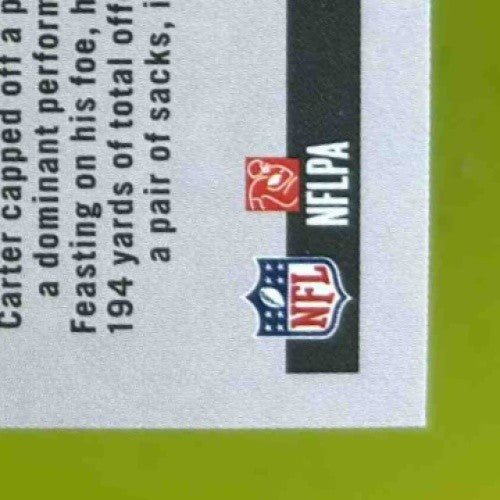 Carter capped off a p
a dominant perform
Feasting on his foe, h
194 yards of total off
a pair of sacks, i
NFLPA
NFL